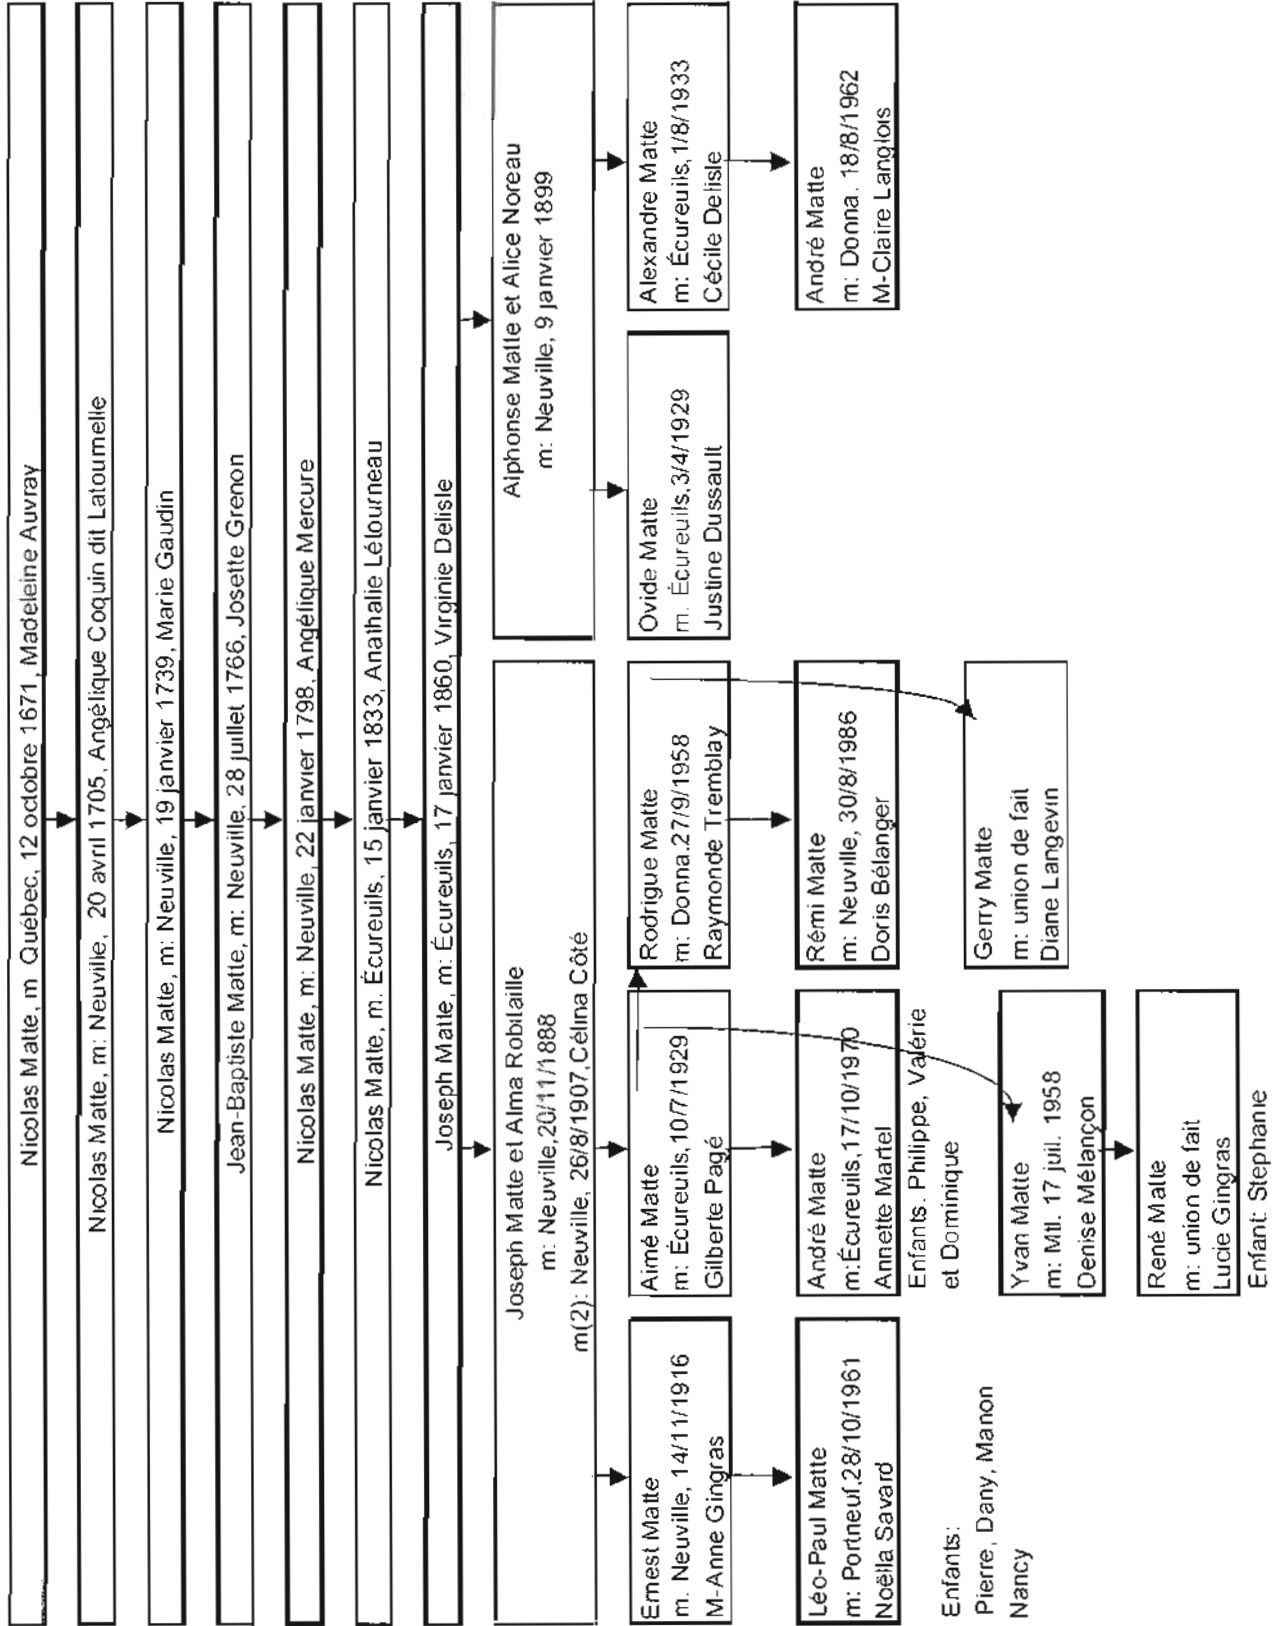 Nicolas Matte, m Québec, 12 octobre 1671, Madeleine Auvray
Nicolas Matte, m: Neuville, 20 avril 1705, Angélique Coquin dit Latournelle
Nicolas Matte, m: Neuville, 19 janvier 1739, Marie Gaudin
Jean-Baptiste Matte, m: Neuville, 28 juillet 1766, Josette Grenon
Nicolas Matte, m: Neuville, 22 janvier 1798, Angélique Mercure
Nicolas Matte, m. Écureuils, 15 janvier 1833, Anathalie Létourneau
Joseph Matte, m: Écureuils, 17 janvier 1860, Virginie Delisle
Joseph Matte et Alma Robitaille
m: Neuville,20/11/1888
m(2): Neuville, 26/8/1907,Célina Côté
Alphonse Matte et Alice Noreau
m: Neuville, 9 janvier 1899
Ernest Matte
m. Neuville, 14/11/1916
M-Anne Gingras
Aimé Matte
m: Écureuils,10/7/1929
Gilberte Pagé
Rodrigue Matte
m: Donna.27/9/1958
Raymonde Tremblay
Ovide Matte
m. Écureuils,3/4/1929
Justine Dussault
Alexandre Matte
m: Écureuils,1/8/1933
Cécile Delisle
Léo-Paul Matte
m: Portneuf,28/10/1961
Noëlla Savard
Enfants:
Pierre, Dany, Manon
Nancy
André Matte
m:Écureuils,17/10/1970
Annette Martel
Enfants . Philippe, Valérie
et Dominique
Rémi Matte
m: Neuville, 30/8/1986
Doris Bélanger
André Matte
m: Donna. 18/8/1962
M-Claire Langlois
Gerry Matte
m: union de fait
Diane Langevin
Yvan Matte
m: Mtl. 17 juil. 1958
Denise Mélançon
René Matte
m: union de fait
Lucie Gingras
Enfant: Stephanie